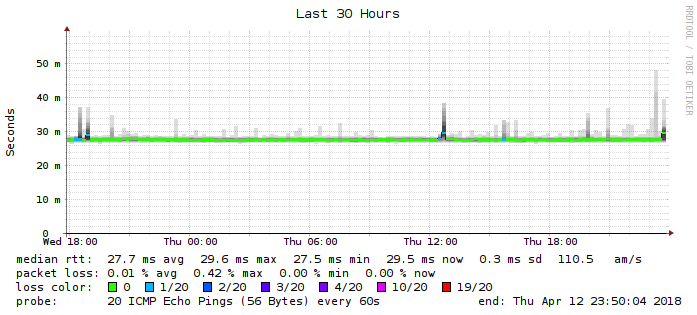 Last 30 Hours
RRDTOOL / TOBI OETIKER
Seconds
50 m
40 m
30 m
20 m
10 m
0
Wed 18:00 Thu 00:00 Thu 06:00 Thu 12:00 Thu 18:00
median rtt: 27.7 ms avg 29.6 ms max 27.5 ms min 29.5 ms now 0.3 ms sd 110.5 am/s
packet loss: 0.01 % avg 0.42 % max 0.00 % min 0.00 % now
loss color: 0 1/20 2/20 3/20 4/20 10/20 19/20
probe: 20 ICMP Echo Pings (56 Bytes) every 60s end: Thu Apr 12 23:50:04 2018